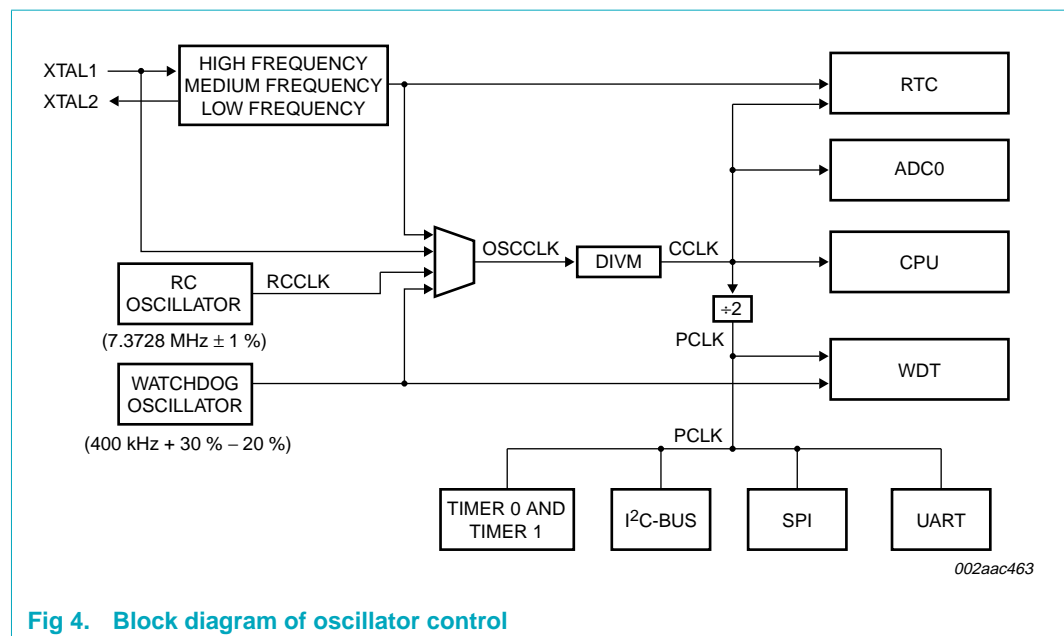 XTAL1
XTAL2
HIGH FREQUENCY
MEDIUM FREQUENCY
LOW FREQUENCY
RTC
ADC0
OSCCLK
DIVM
CCLK
CPU
RC
OSCILLATOR
RCCLK
(7.3728 MHz ± 1 %)
÷2
PCLK
WDT
WATCHDOG
OSCILLATOR
(400 kHz + 30 % − 20 %)
PCLK
TIMER 0 AND
TIMER 1
I²C-BUS
SPI
UART
002aac463
Fig 4. Block diagram of oscillator control